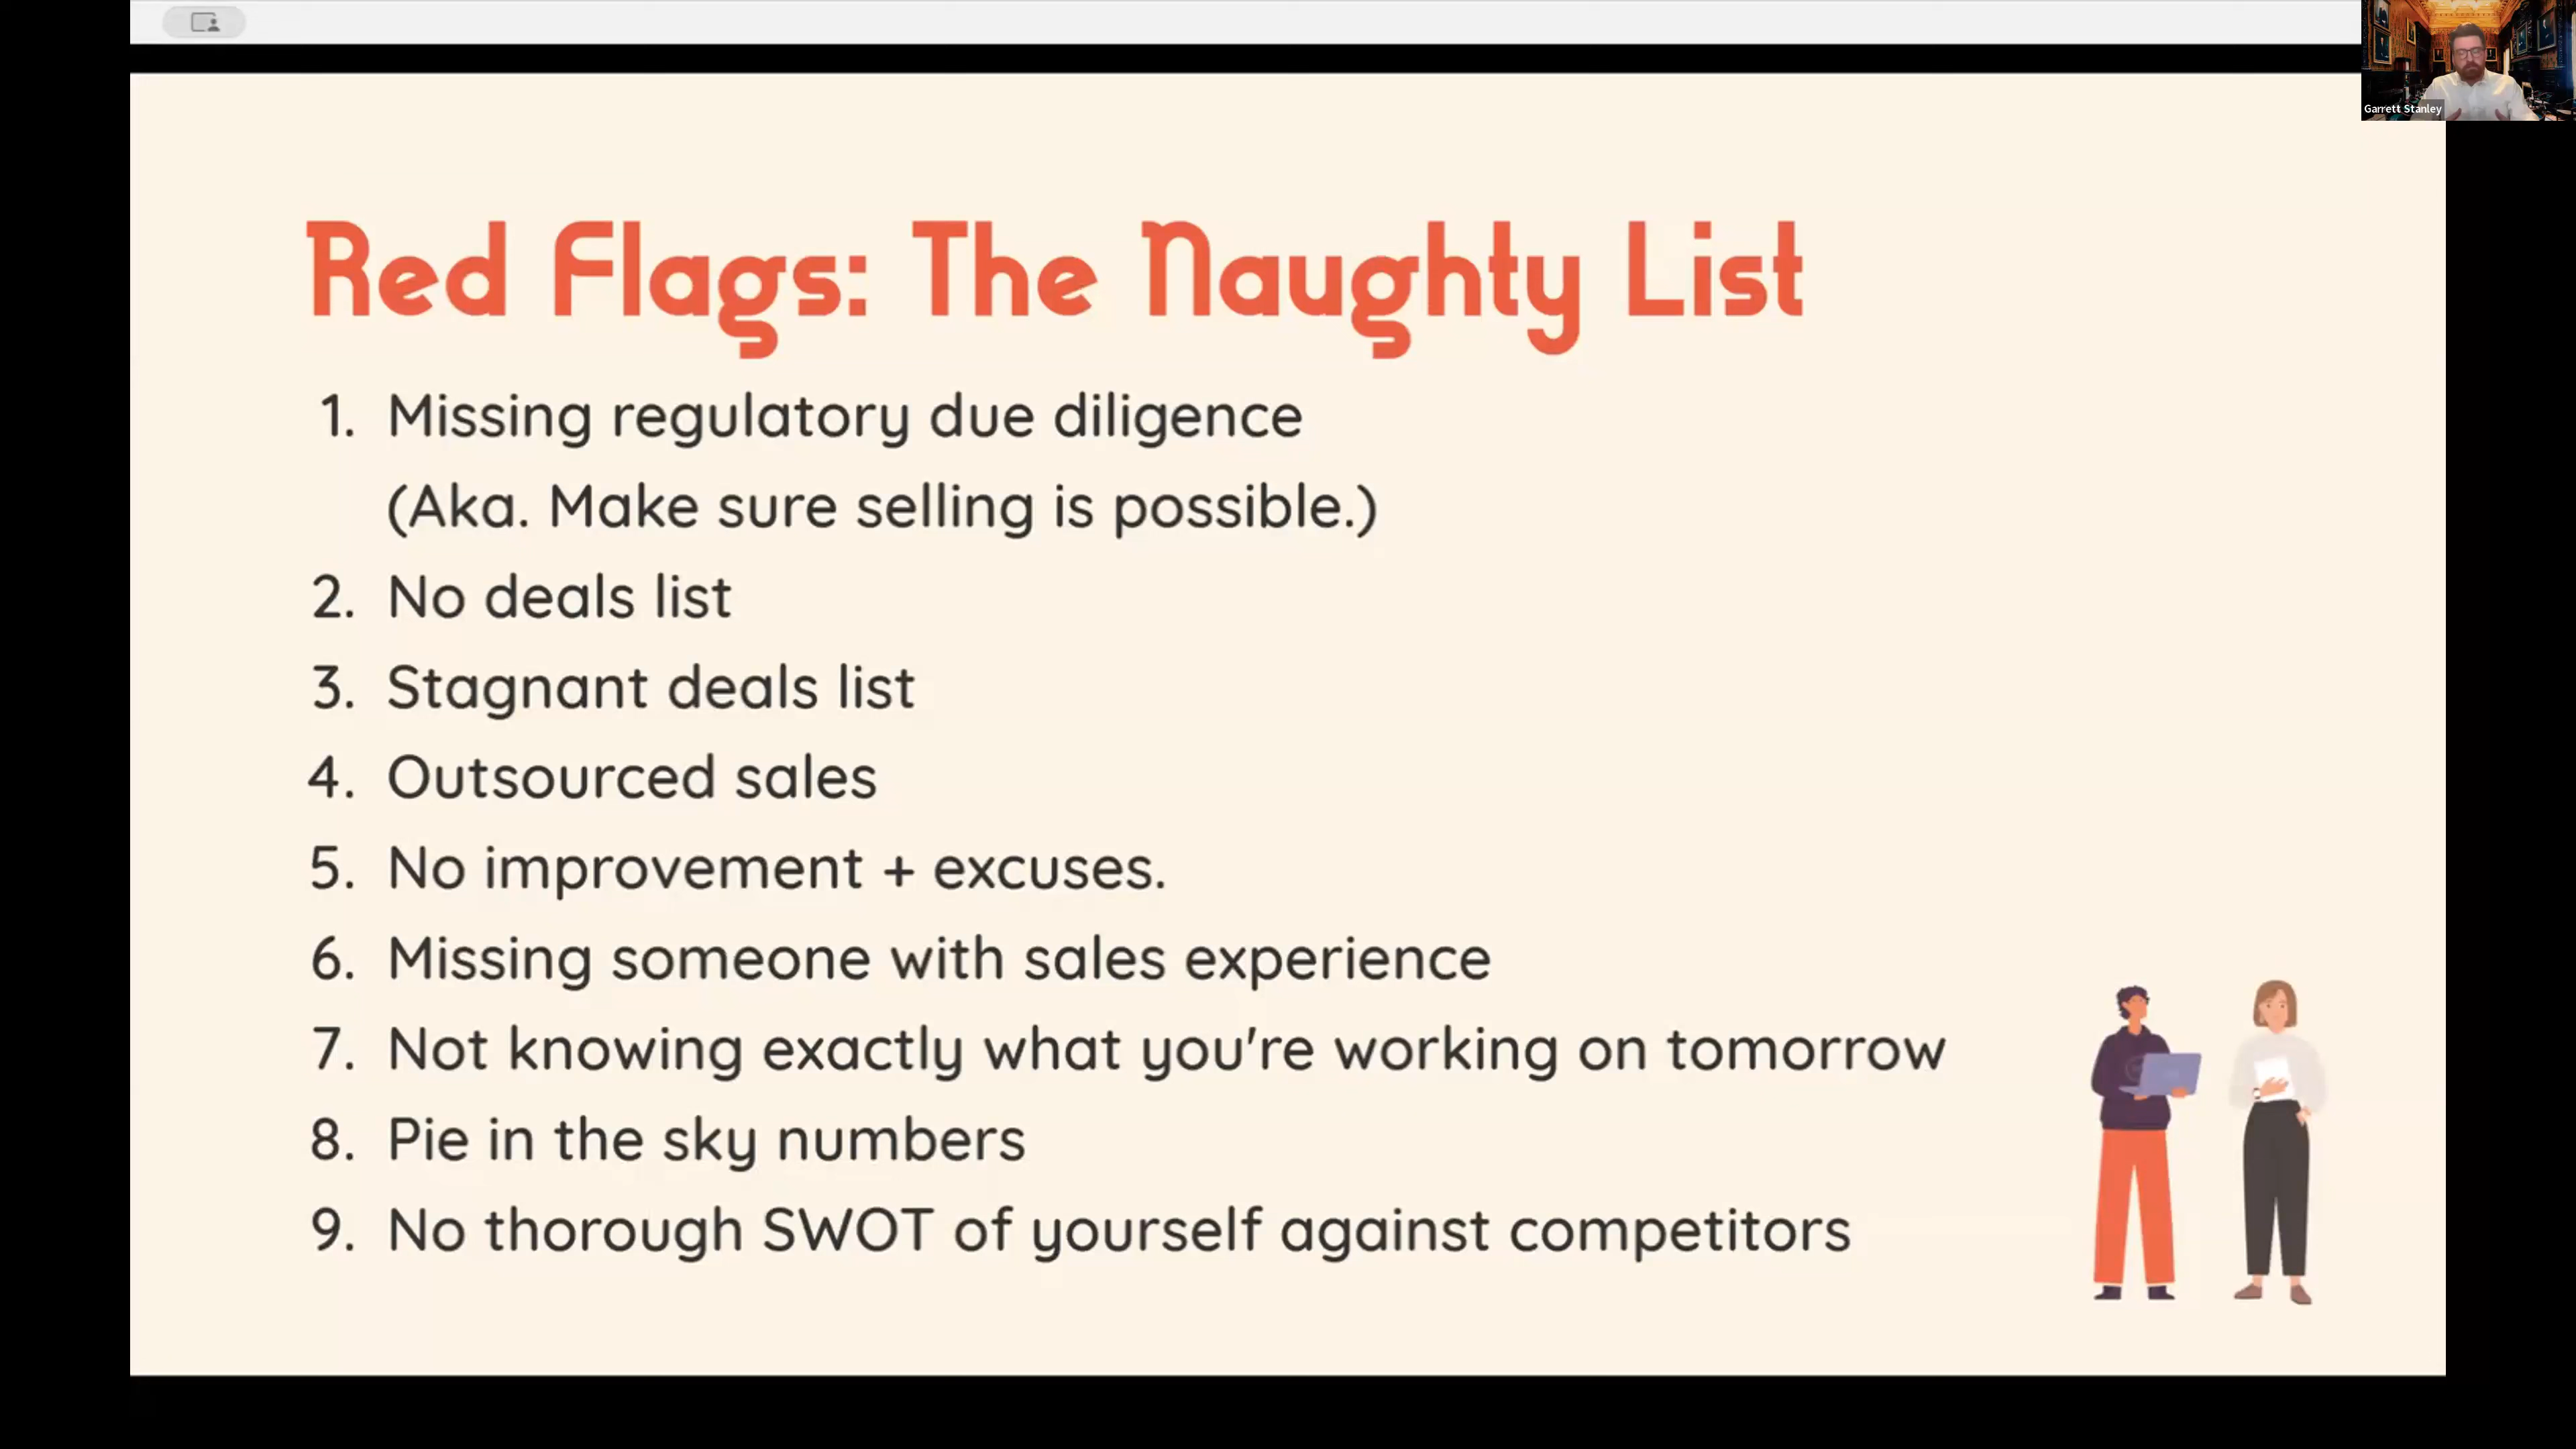 Garrett Stanley
Red Flags: The Naughty List
1. Missing regulatory due diligence
(Aka. Make sure selling is possible.)
2. No deals list
3. Stagnant deals list
4. Outsourced sales
5. No improvement + excuses.
6. Missing someone with sales experience
7. Not knowing exactly what you're working on tomorrow
8. Pie in the sky numbers
9. No thorough SWOT of yourself against competitors